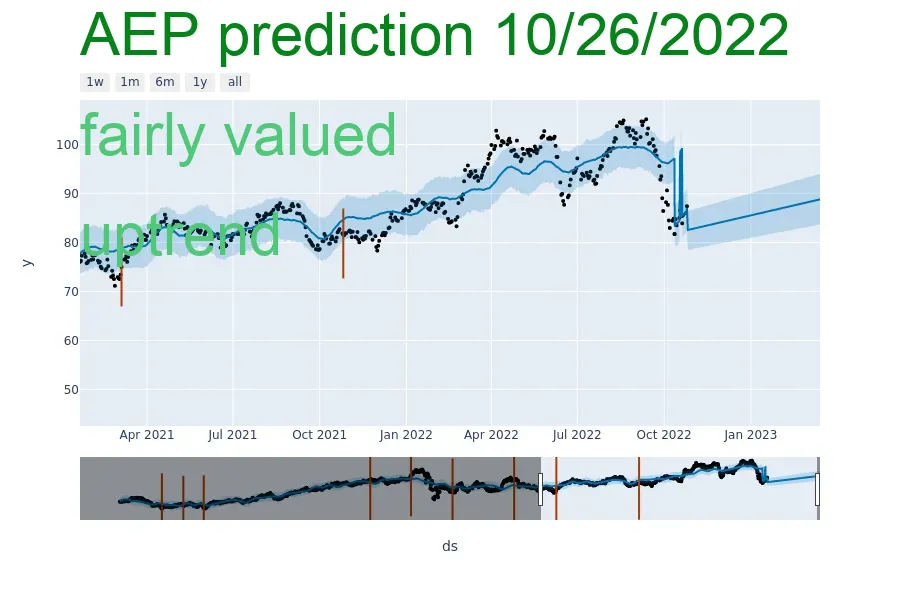 AEP prediction 10/26/2022
1w 1m 6m 1y all
fairly valued
uptrend
100
90
80
70
60
50
y
Apr 2021 Jul 2021 Oct 2021 Jan 2022 Apr 2022 Jul 2022 Oct 2022 Jan 2023
ds